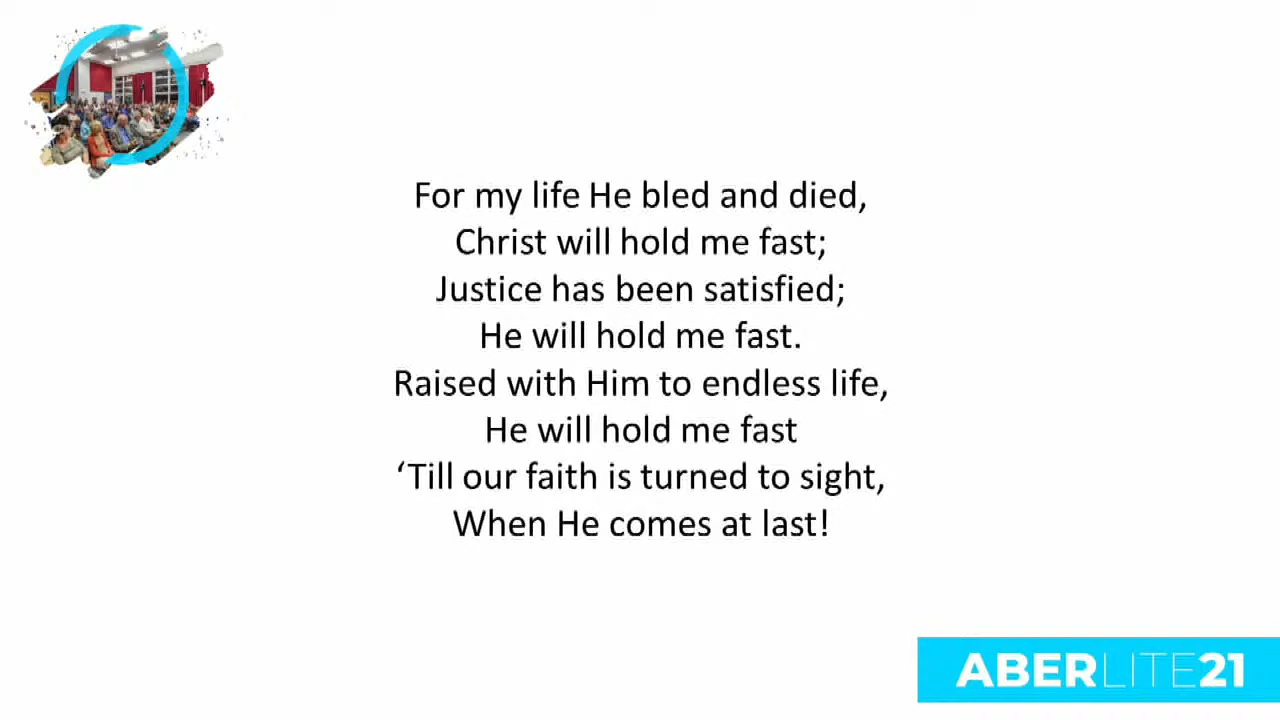 For my life He bled and died,
Christ will hold me fast;
Justice has been satisfied;
He will hold me fast.
Raised with Him to endless life,
He will hold me fast
‘Till our faith is turned to sight,
When He comes at last!
ABERLITE21